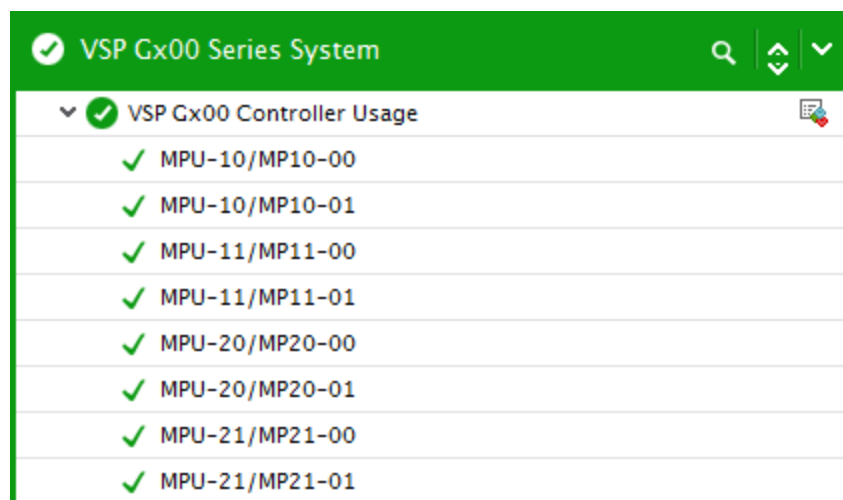 VSP Gx00 Series System
VSP Gx00 Controller Usage
MPU-10/MP10-00
MPU-10/MP10-01
MPU-11/MP11-00
MPU-11/MP11-01
MPU-20/MP20-00
MPU-20/MP20-01
MPU-21/MP21-00
MPU-21/MP21-01